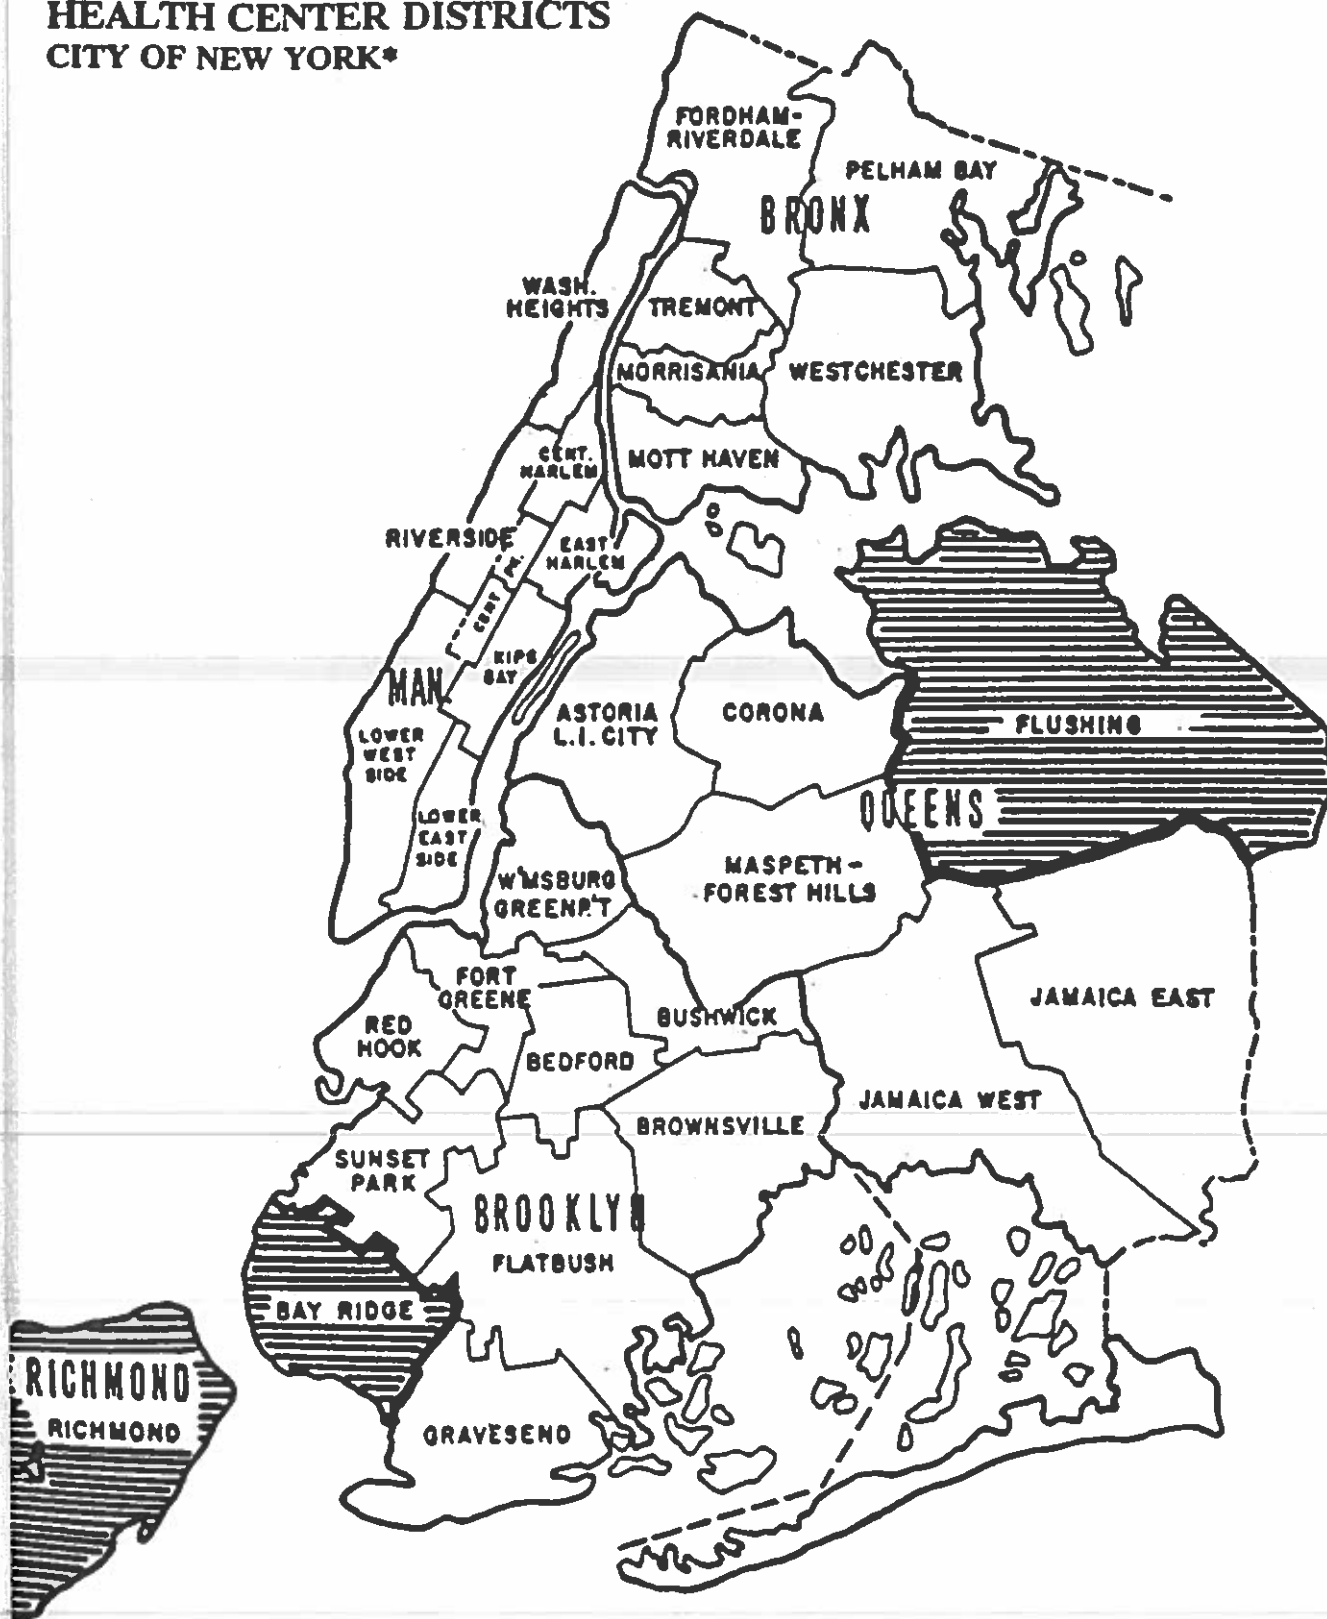 HEALTH CENTER DISTRICTS
CITY OF NEW YORK*
FORDHAM-
RIVERDALE
PELHAM BAY
BRONX
WASH.
HEIGHTS
TREMONT
MORRISANIA
WESTCHESTER
CENT.
HARLEM
MOTT HAVEN
RIVERSIDE
EAST
HARLEM
CENT. PK.
KIPS
BAY
MAN.
ASTORIA
L.I. CITY
CORONA
FLUSHING
LOWER
WEST
SIDE
QUEENS
LOWER
EAST
SIDE
W'MSBURG
GREENP.'T
MASPETH-
FOREST HILLS
FORT
GREENE
RED
HOOK
BUSHWICK
JAMAICA EAST
BEDFORD
JAMAICA WEST
BROWNSVILLE
SUNSET
PARK
BROOKLYN
FLATBUSH
BAY RIDGE
RICHMOND
RICHMOND
GRAVESEND